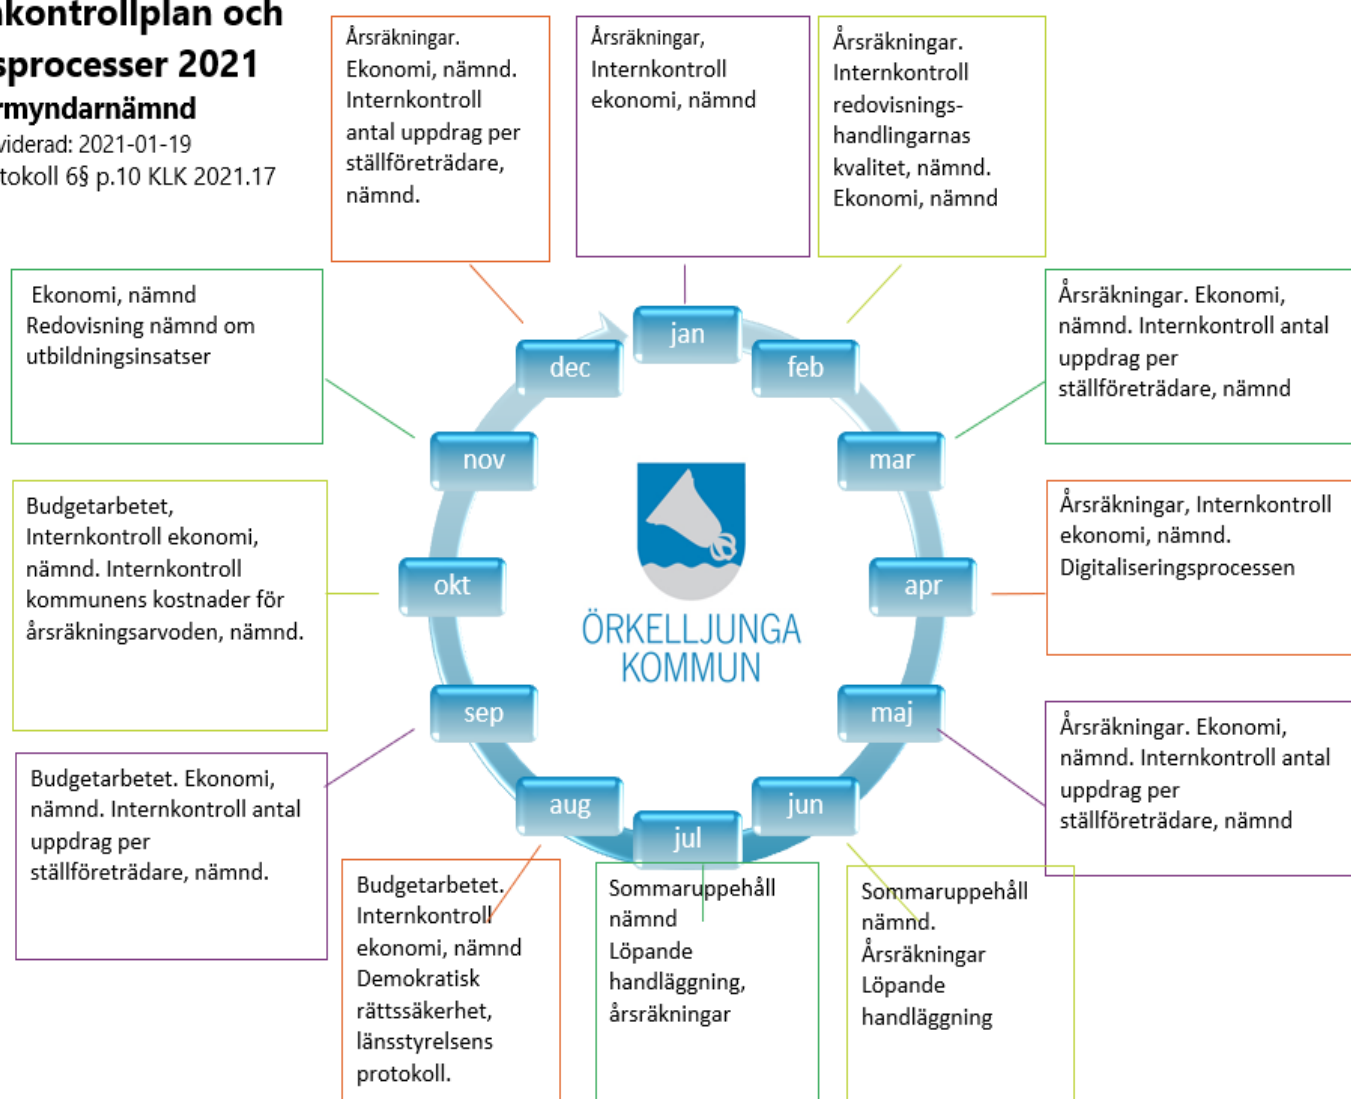 nkontrollplan och
sprocesser 2021
rmyndarnämnd
viderad: 2021-01-19
tokoll 6§ p.10 KLK 2021.17
Årsräkningar.
Ekonomi, nämnd.
Internkontroll
antal uppdrag per
ställföreträdare,
nämnd.
Årsräkningar,
Internkontroll
ekonomi, nämnd
Årsräkningar.
Internkontroll
redovisnings-
handlingarnas
kvalitet, nämnd.
Ekonomi, nämnd
Ekonomi, nämnd
Redovisning nämnd om
utbildningsinsatser
Årsräkningar. Ekonomi,
nämnd. Internkontroll antal
uppdrag per
ställföreträdare, nämnd
jan
dec
feb
nov
mar
Budgetarbetet,
Internkontroll ekonomi,
nämnd. Internkontroll
kommunens kostnader för
årsräkningsarvoden, nämnd.
Årsräkningar, Internkontroll
ekonomi, nämnd.
Digitaliseringsprocessen
okt
apr
ÖRKELLJUNGA
KOMMUN
sep
maj
Budgetarbetet. Ekonomi,
nämnd. Internkontroll antal
uppdrag per
ställföreträdare, nämnd.
Årsräkningar. Ekonomi,
nämnd. Internkontroll antal
uppdrag per
ställföreträdare, nämnd
aug
jul
jun
Budgetarbetet.
Internkontroll
ekonomi, nämnd
Demokratisk
rättssäkerhet,
länsstyrelsens
protokoll.
Sommaruppehåll
nämnd
Löpande
handläggning,
årsräkningar
Sommaruppehåll
nämnd.
Årsräkningar
Löpande
handläggning